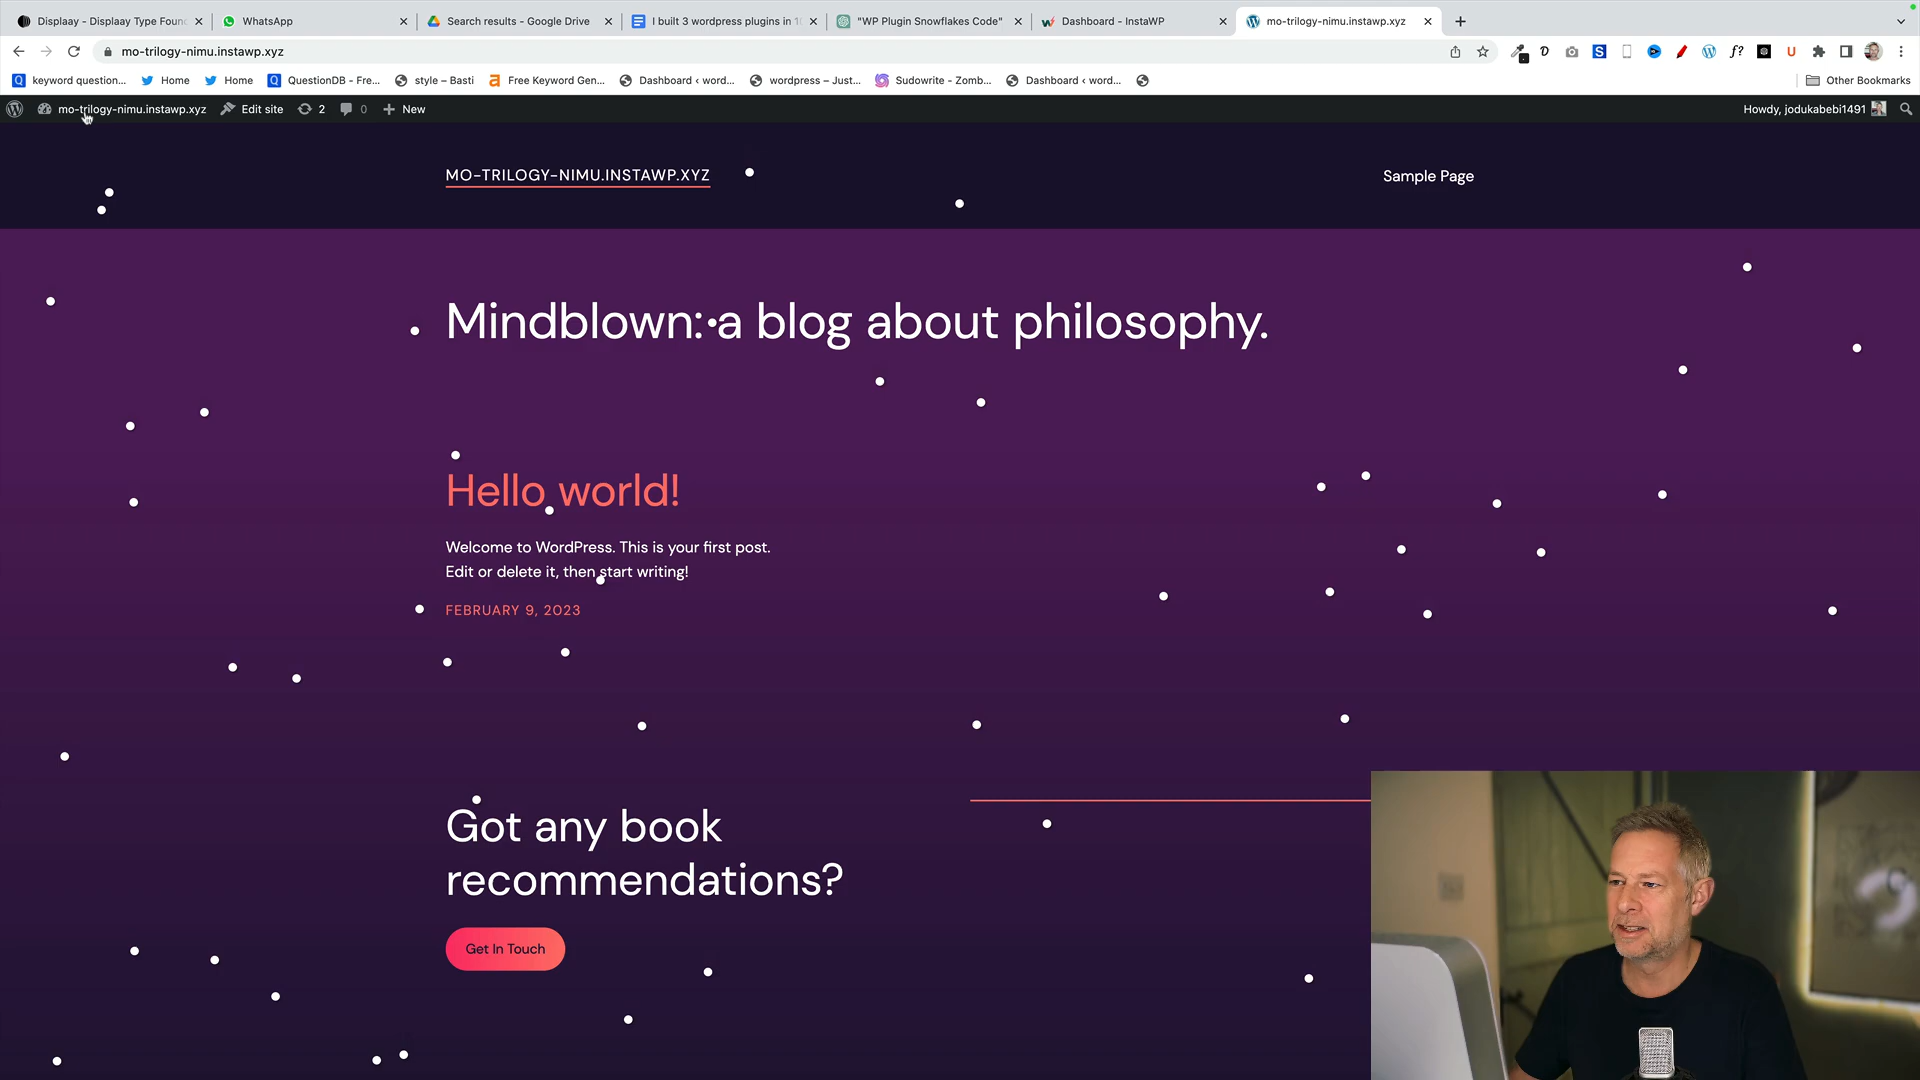 Displaay - Displaay Type Foun
WhatsApp
Search results - Google Drive
I built 3 wordpress plugins in 1
"WP Plugin Snowflakes Code"
Dashboard - InstaWP
mo-trilogy-nimu.instawp.xyz
mo-trilogy-nimu.instawp.xyz
keyword question...
Home
Home
QuestionDB - Fre...
style – Basti
Free Keyword Gen...
Dashboard ‹ word...
wordpress – Just...
Sudowrite - Zomb...
Dashboard ‹ word...
Other Bookmarks
mo-trilogy-nimu.instawp.xyz
Edit site
2
0
New
Howdy, jodukabebi1491
MO-TRILOGY-NIMU.INSTAWP.XYZ
Sample Page
Mindblown: a blog about philosophy.
Hello world!
Welcome to WordPress. This is your first post.
Edit or delete it, then start writing!
FEBRUARY 9, 2023
Got any book
recommendations?
Get In Touch